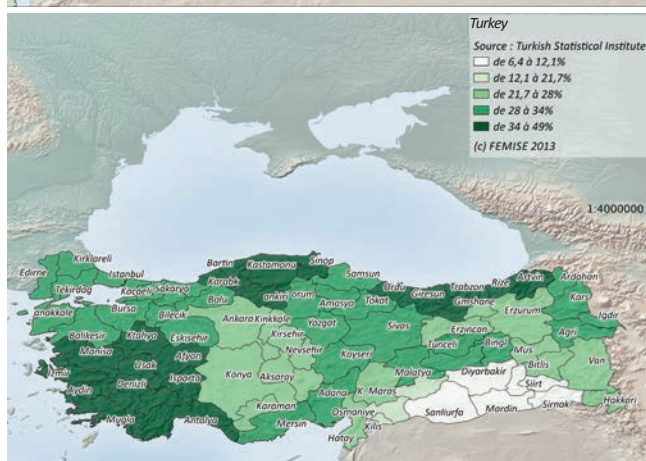 Turkey
Source : Turkish Statistical Institute
de 6,4 à 12,1%
de 12,1 à 21,7%
de 21,7 à 28%
de 28 à 34%
de 34 à 49%
(c) FEMISE 2013
1:4000000
Kirklareli
Edirne
Istanbul
Tekirdag
Kocaeli
Sakarya
Bartin
Kastamonu
Sinop
Karabk
Samsun
Bolu
ankiri
orum
Amasya
Tokat
Ordu
Giresun
Trabzon
Rize
Artvin
Ardahan
Kars
Gmshane
Igdir
anakkale
Bursa
Bilecik
Ankara
Kinkkale
Yozgat
Sivas
Erzincan
Erzurum
Agri
Balikesir
Ktahya
Eskisehir
Kirsehir
Tunceli
Bingl
Mus
Manisa
Usak
Afyon
Nevsehir
Kayseri
Malatya
Bitlis
Van
Izmir
Aydin
Denizli
Isparta
Konya
Aksaray
K. Maras
Diyarbakir
Siirt
Mugla
Antalya
Karaman
Adana
Osmaniye
Sanliurfa
Mardin
Sirnak
Hakkari
Mersin
Hatay
Kilis